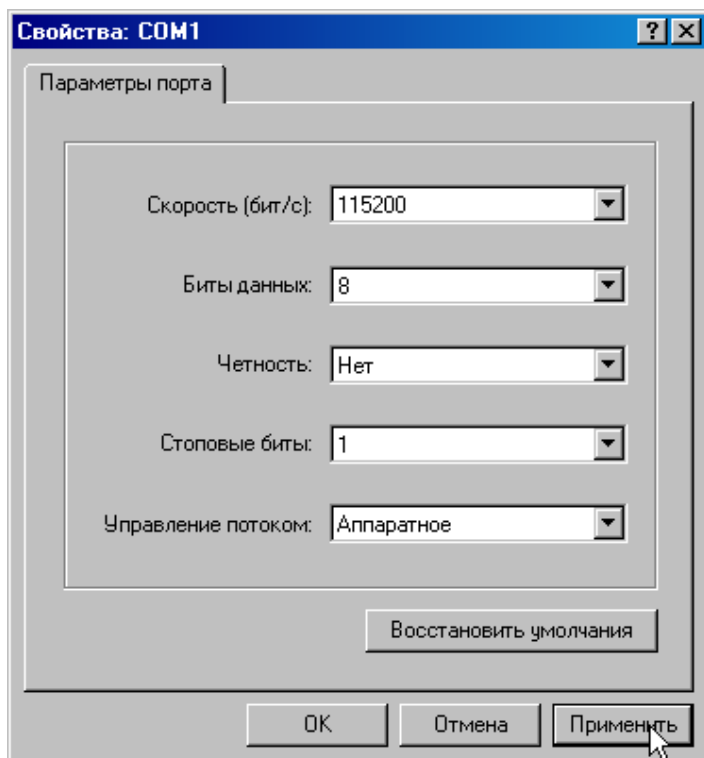 Свойства: COM1
Параметры порта
Скорость (бит/с): 115200
Биты данных: 8
Четность: Нет
Стоповые биты: 1
Управление потоком: Аппаратное
Восстановить умолчания
OK Отмена Применить